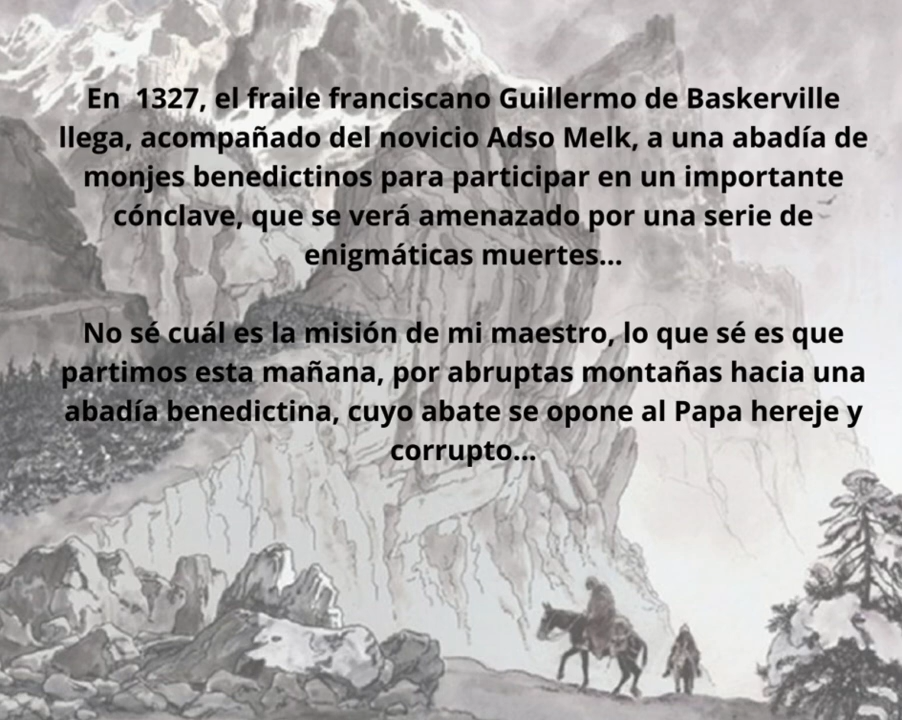 En  1327, el fraile franciscano Guillermo de Baskerville
llega, acompañado del novicio Adso Melk, a una abadía de
monjes benedictinos para participar en un importante
cónclave, que se verá amenazado por una serie de
enigmáticas muertes...
No sé cuál es la misión de mi maestro, lo que sé es que
partimos esta mañana, por abruptas montañas hacia una
abadía benedictina, cuyo abate se opone al Papa hereje y
corrupto...